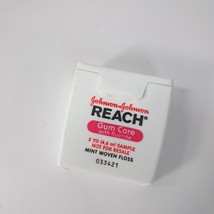 Johnson & Johnson
REACH®
Gum Care
with Fluoride
5 YD (4,6 m) SAMPLE
NOT FOR RESALE
MINT WOVEN FLOSS
033421